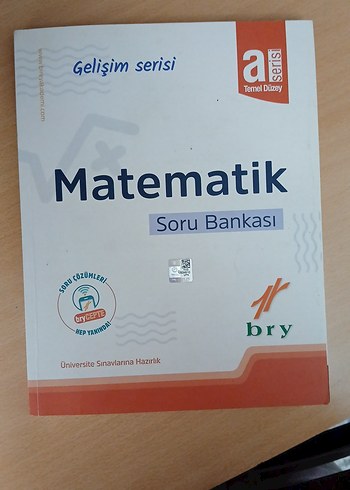 Gelişim serisi
a serisi
Temel Düzey
Matematik
Soru Bankası
SORU ÇÖZÜMLERİ
bryCEPTE
HEP YANINDA!
bry
Üniversite Sınavlarına Hazırlık